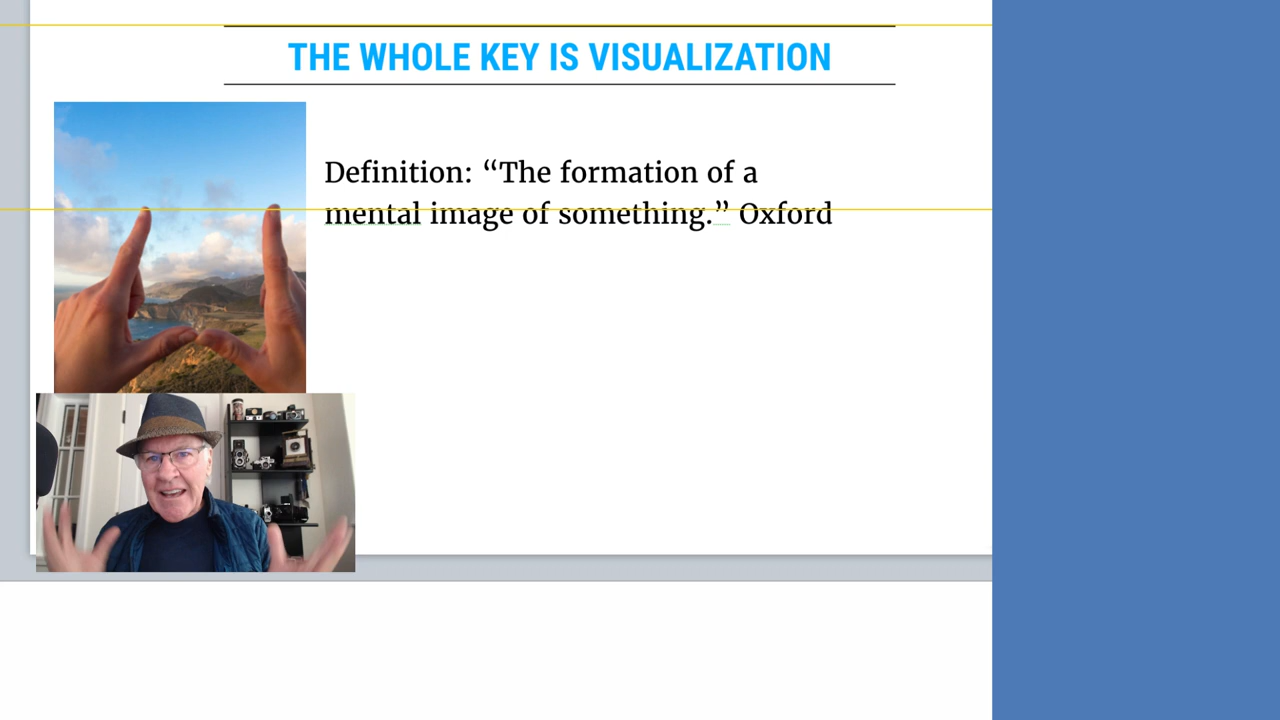 THE WHOLE KEY IS VISUALIZATION
Definition: “The formation of a
mental image of something.” Oxford